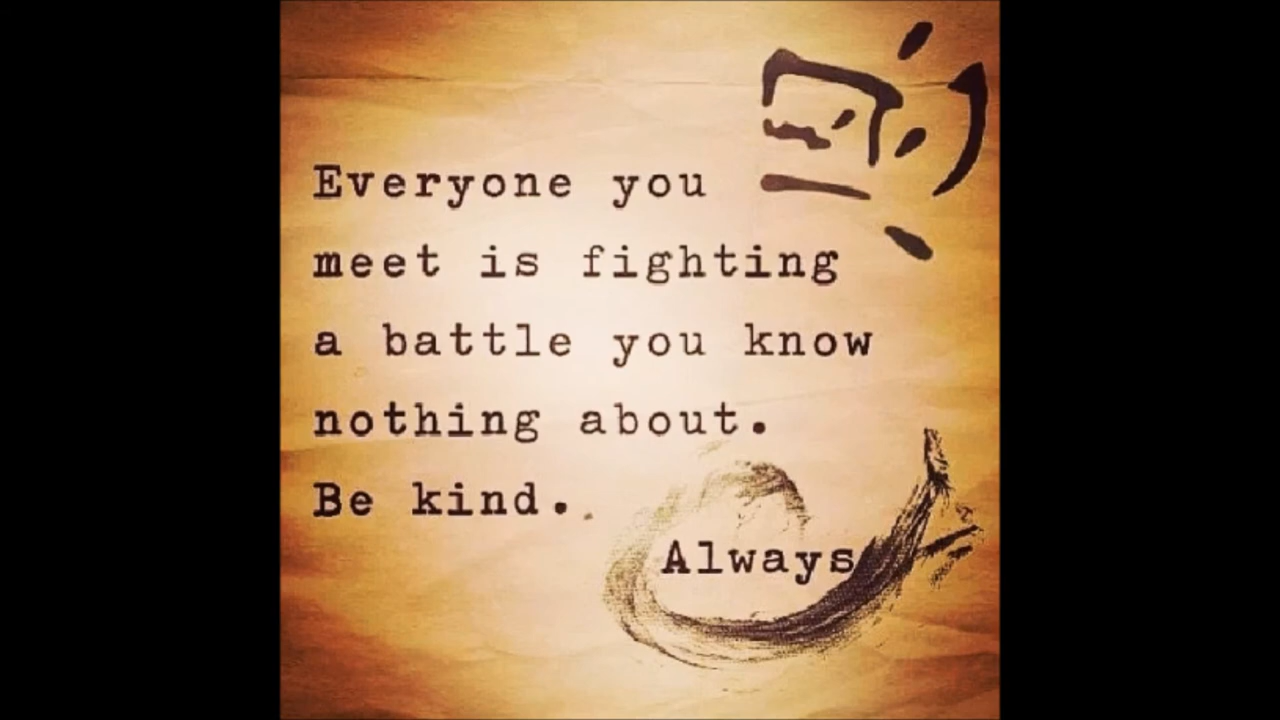 Everyone you
meet is fighting
a battle you know
nothing about.
Be kind.
Always